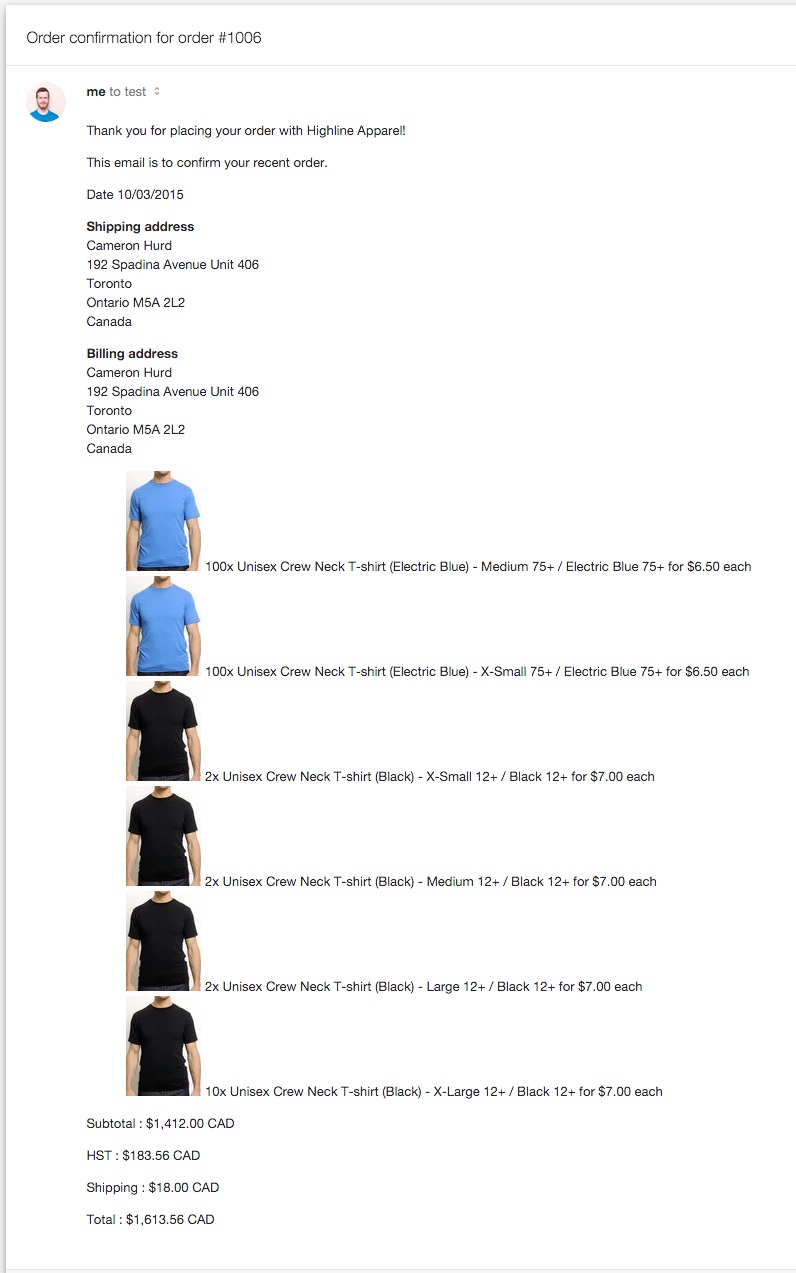 Order confirmation for order #1006
me to test
Thank you for placing your order with Highline Apparel!
This email is to confirm your recent order.
Date 10/03/2015
Shipping address
Cameron Hurd
192 Spadina Avenue Unit 406
Toronto
Ontario M5A 2L2
Canada
Billing address
Cameron Hurd
192 Spadina Avenue Unit 406
Toronto
Ontario M5A 2L2
Canada
100x Unisex Crew Neck T-shirt (Electric Blue) - Medium 75+ / Electric Blue 75+ for $6.50 each
100x Unisex Crew Neck T-shirt (Electric Blue) - X-Small 75+ / Electric Blue 75+ for $6.50 each
2x Unisex Crew Neck T-shirt (Black) - X-Small 12+ / Black 12+ for $7.00 each
2x Unisex Crew Neck T-shirt (Black) - Medium 12+ / Black 12+ for $7.00 each
2x Unisex Crew Neck T-shirt (Black) - Large 12+ / Black 12+ for $7.00 each
10x Unisex Crew Neck T-shirt (Black) - X-Large 12+ / Black 12+ for $7.00 each
Subtotal : $1,412.00 CAD
HST : $183.56 CAD
Shipping : $18.00 CAD
Total : $1,613.56 CAD